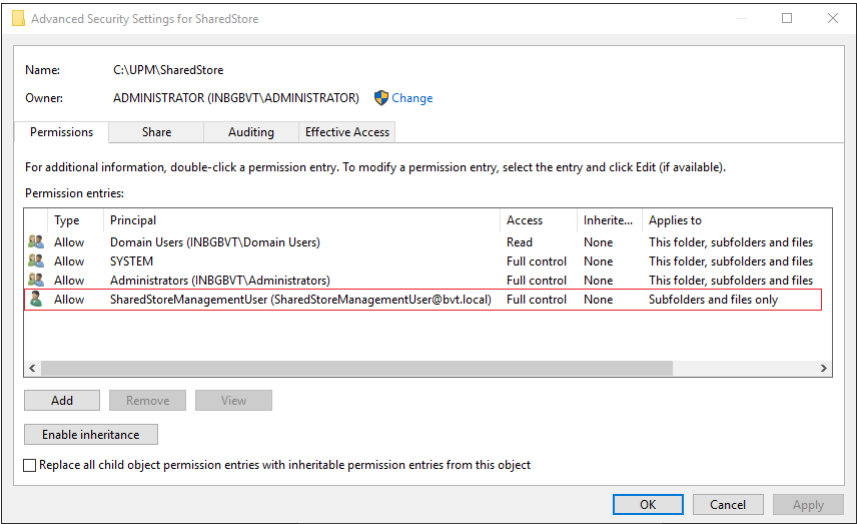 Advanced Security Settings for SharedStore
Name: C:\UPM\SharedStore
Owner: ADMINISTRATOR (INBGBVT\ADMINISTRATOR) Change
Permissions Share Auditing Effective Access
For additional information, double-click a permission entry. To modify a permission entry, select the entry and click Edit (if available).
Permission entries:
Type Principal Access Inherite... Applies to
Allow Domain Users (INBGBVT\Domain Users) Read None This folder, subfolders and files
Allow SYSTEM Full control None This folder, subfolders and files
Allow Administrators (INBGBVT\Administrators) Full control None This folder, subfolders and files
Allow SharedStoreManagementUser (SharedStoreManagementUser@bvt.local) Full control None Subfolders and files only
Add Remove View
Enable inheritance
Replace all child object permission entries with inheritable permission entries from this object
OK Cancel Apply